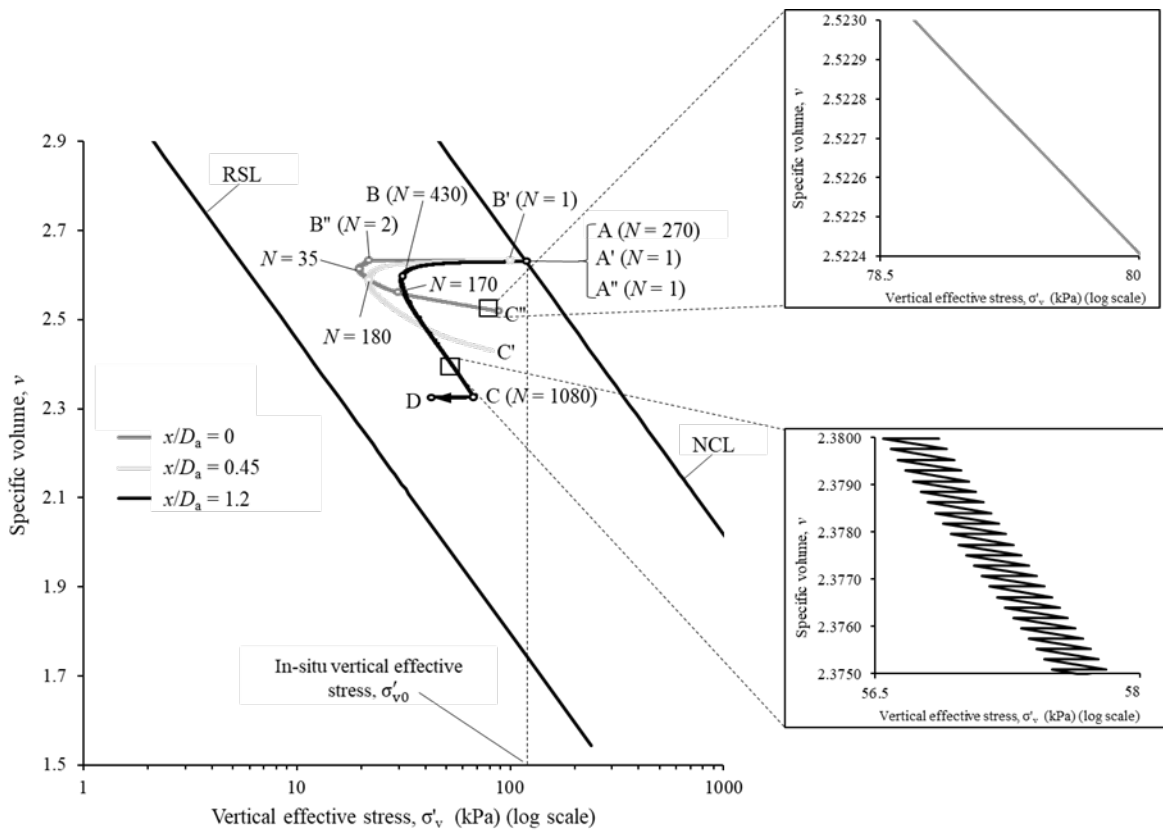 2.9
2.7
2.5
2.3
2.1
1.9
1.7
1.5
Specific volume, v
1
10
100
1000
Vertical effective stress, σ'v (kPa) (log scale)
RSL
B (N = 430)
B' (N = 1)
B'' (N = 2)
A (N = 270)
A' (N = 1)
A'' (N = 1)
N = 35
N = 170
C''
N = 180
C'
D
C (N = 1080)
NCL
x/Da = 0
x/Da = 0.45
x/Da = 1.2
In-situ vertical effective
stress, σ'v0
2.5230
2.5229
2.5228
2.5227
2.5226
2.5225
2.5224
Specific volume, v
78.5
80
Vertical effective stress, σ'v (kPa) (log scale)
2.3800
2.3790
2.3780
2.3770
2.3760
2.3750
Specific volume, v
56.5
58
Vertical effective stress, σ'v (kPa) (log scale)